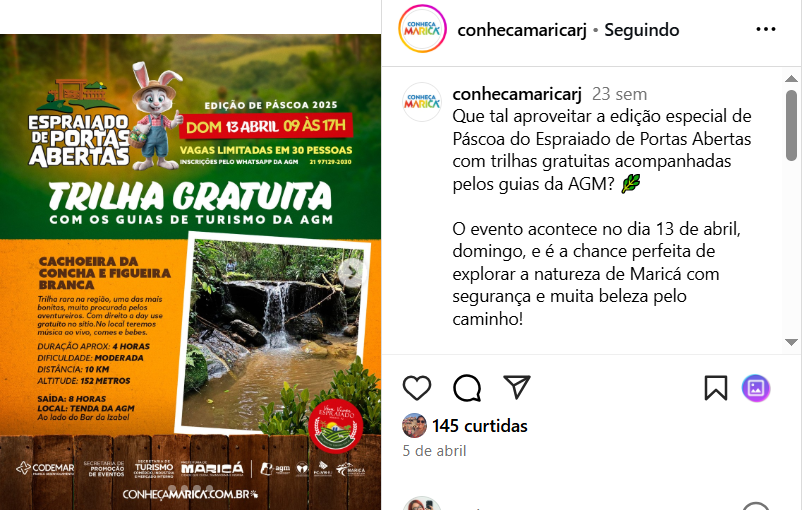 ESPRAIADO
DE PORTAS
ABERTAS
EDIÇÃO DE PÁSCOA 2025
DOM 13 ABRIL 09 ÀS 17H
VAGAS LIMITADAS EM 30 PESSOAS
INSCRIÇÕES PELO WHATSAPP DA AGM 21 97129-2030
TRILHA GRATUITA
COM OS GUIAS DE TURISMO DA AGM
CACHOEIRA DA
CONCHA E FIGUEIRA
BRANCA
Trilha rara na região, uma das mais
bonitas, muito procurada pelos
aventureiros. Com direito a day use
gratuito no sítio.No local teremos
música ao vivo, comes e bebes.
DURAÇÃO APROX: 4 HORAS
DIFICULDADE: MODERADA
DISTÂNCIA: 10 KM
ALTITUDE: 152 METROS
SAÍDA: 8 HORAS
LOCAL: TENDA DA AGM
Ao lado do Bar da Izabel
ESPRAIADO
CODEMAR
SECRETARIA DE
PROMOÇÃO
DE EVENTOS
SECRETARIA DE
TURISMO
PREFEITURA DE
MARICÁ
agm
CONHEÇAMARICA.COM.BR
CONHEÇA
MARICÁ
conhecamaricarj • Seguindo
CONHEÇA
MARICÁ
conhecamaricarj 23 sem
Que tal aproveitar a edição especial de
Páscoa do Espraiado de Portas Abertas
com trilhas gratuitas acompanhadas
pelos guias da AGM?
O evento acontece no dia 13 de abril,
domingo, e é a chance perfeita de
explorar a natureza de Maricá com
segurança e muita beleza pelo
caminho!
145 curtidas
5 de abril